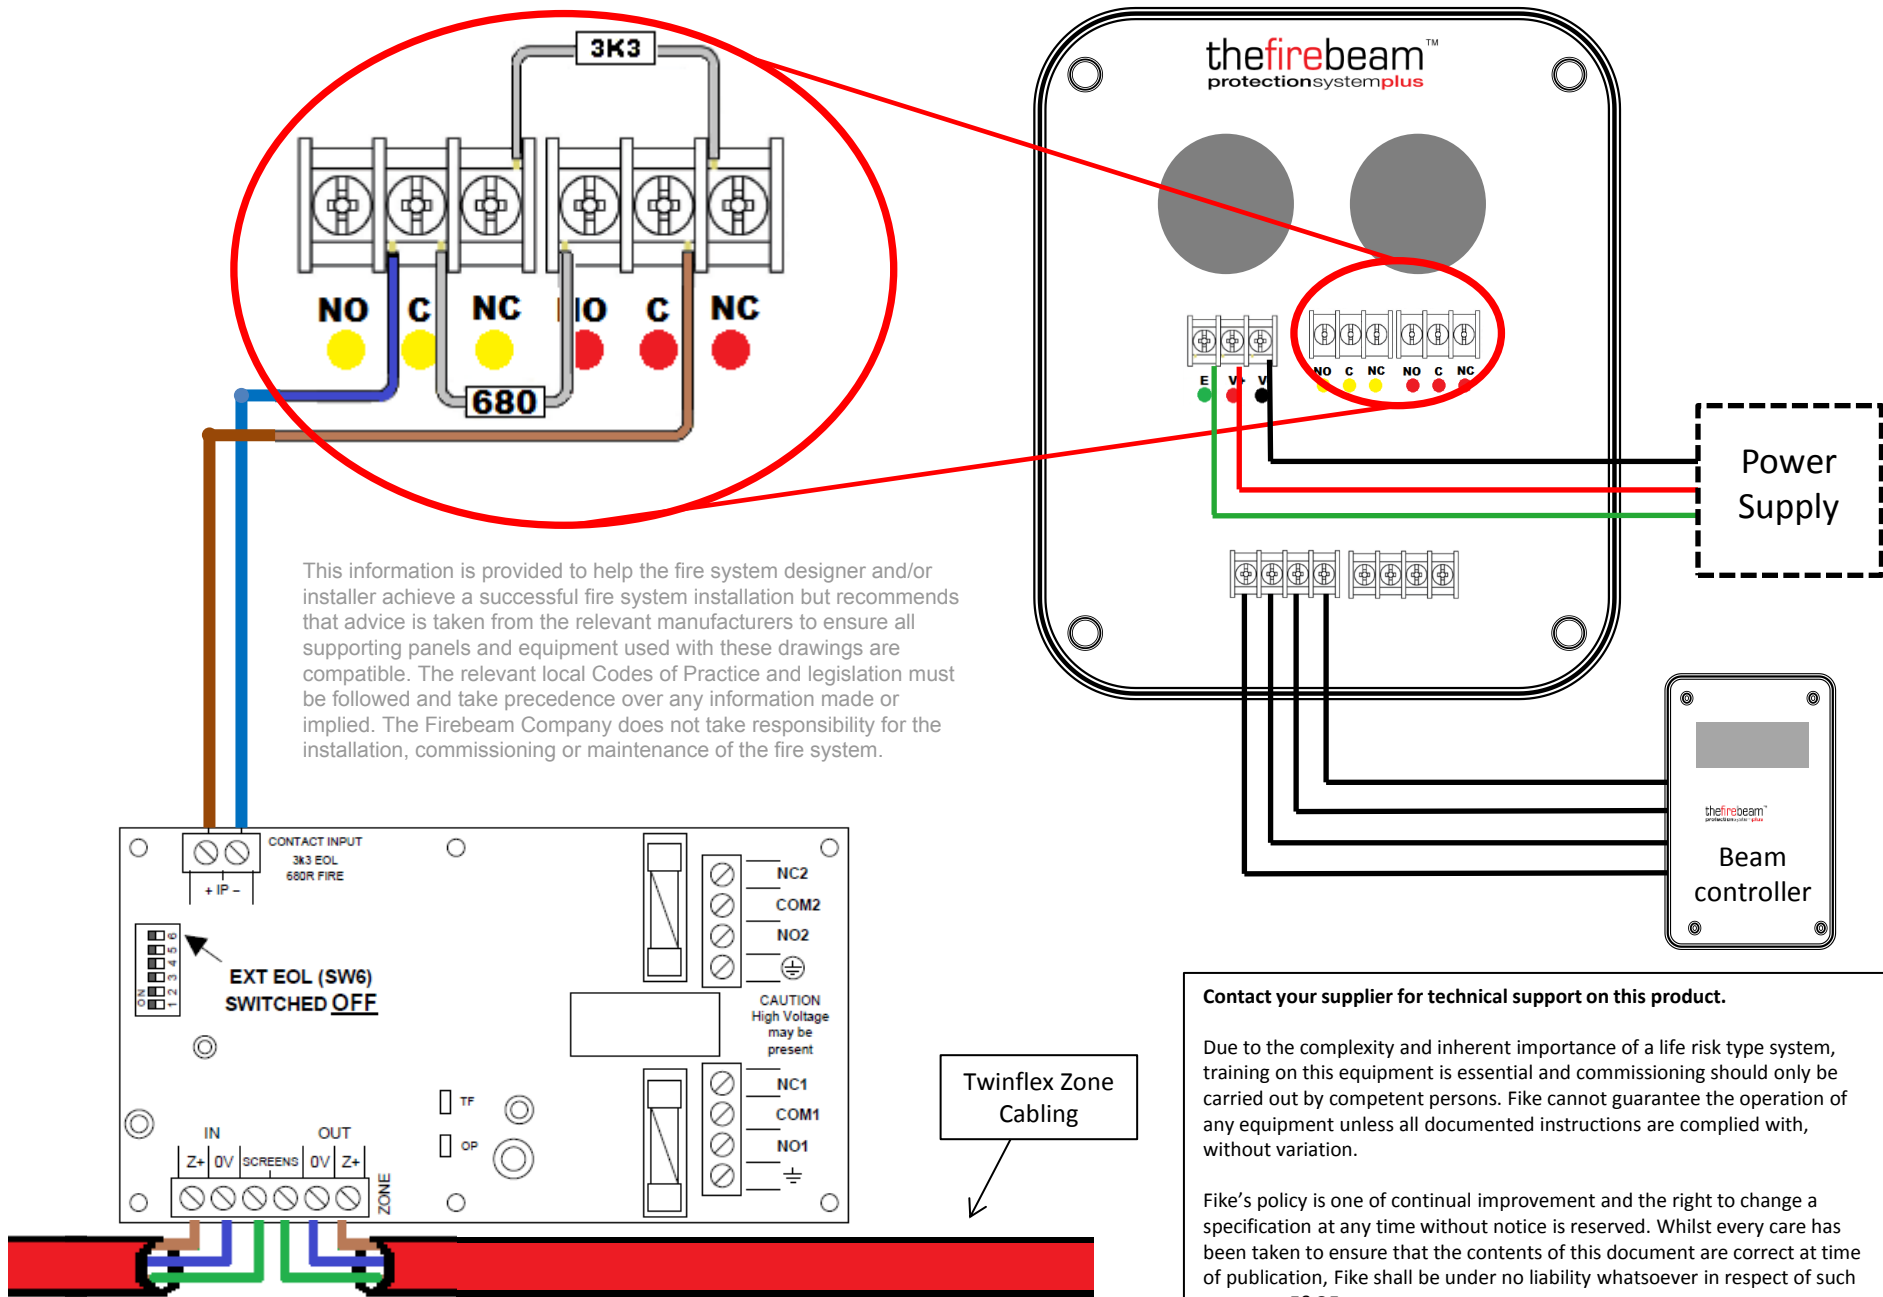 3K3
NO C NC NO C NC
680
thefirebeam™
protectionsystemplus
E V+ V
NO C NC NO C NC
Power
Supply
This information is provided to help the fire system designer and/or
installer achieve a successful fire system installation but recommends
that advice is taken from the relevant manufacturers to ensure all
supporting panels and equipment used with these drawings are
compatible. The relevant local Codes of Practice and legislation must
be followed and take precedence over any information made or
implied. The Firebeam Company does not take responsibility for the
installation, commissioning or maintenance of the fire system.
thefirebeam™
protectionsystemplus
Beam
controller
CONTACT INPUT
3k3 EOL
680R FIRE
+ IP –
ON
1 2 3 4 5 6
EXT EOL (SW6)
SWITCHED OFF
NC2
COM2
NO2
CAUTION
High Voltage
may be
present
NC1
COM1
NO1
TF
OP
IN OUT
Z+ 0V SCREENS 0V Z+
ZONE
Twinflex Zone
Cabling
Contact your supplier for technical support on this product.
Due to the complexity and inherent importance of a life risk type system,
training on this equipment is essential and commissioning should only be
carried out by competent persons. Fike cannot guarantee the operation of
any equipment unless all documented instructions are complied with,
without variation.
Fike’s policy is one of continual improvement and the right to change a
specification at any time without notice is reserved. Whilst every care has
been taken to ensure that the contents of this document are correct at time
of publication, Fike shall be under no liability whatsoever in respect of such